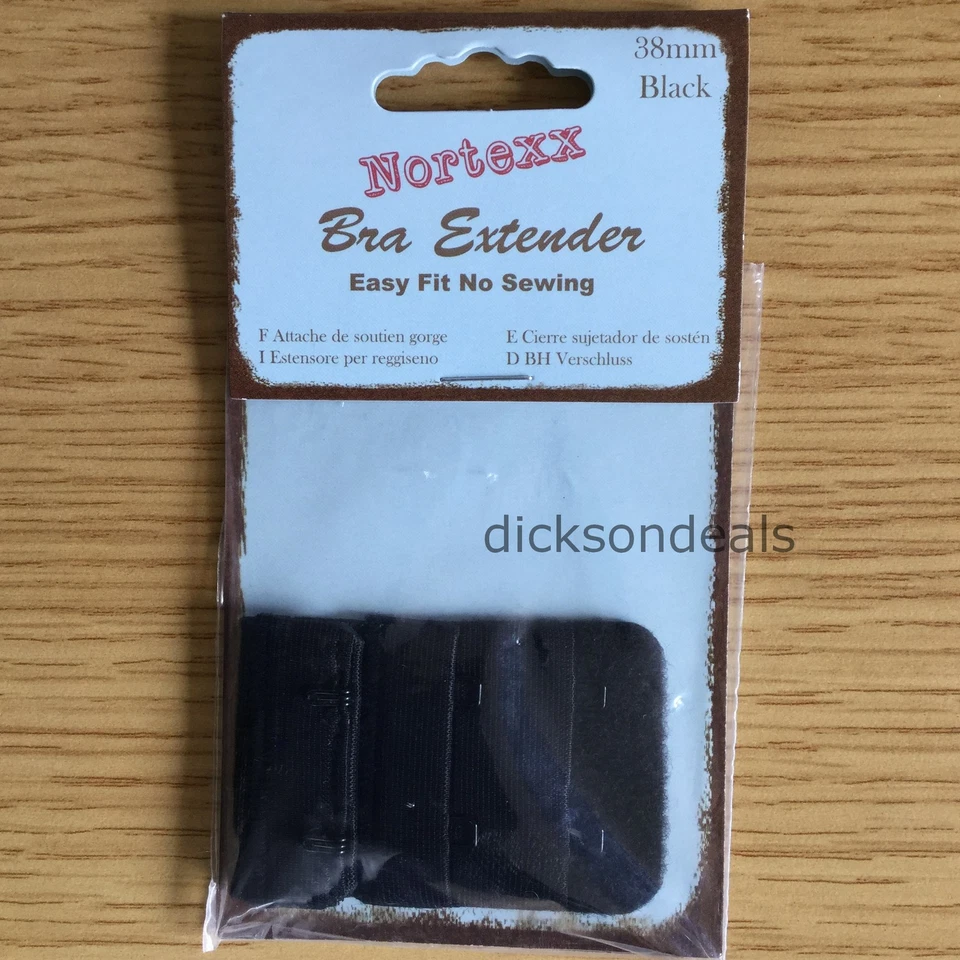 38mm
Black
Nortexx
Bra Extender
Easy Fit No Sewing
F Attache de soutien gorge
I Estensore per reggiseno
E Cierre sujetador de sostén
D BH Verschluss
dicksondeals